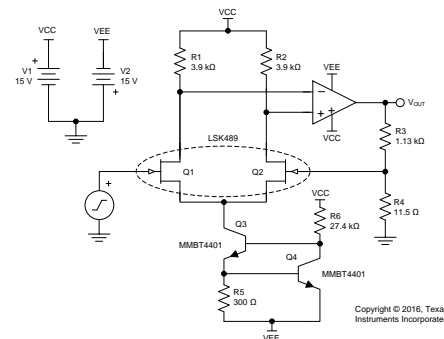 VCC
VCC
VEE
R1
3.9 kΩ
R2
3.9 kΩ
+
V1
15 V
V2
15 V
+
VEE
−
+
+
VCC
VOUT
LSK489
R3
1.13 kΩ
Q1
Q2
+
VCC
R4
11.5 Ω
Q3
R6
27.4 kΩ
MMBT4401
Q4
MMBT4401
R5
300 Ω
VEE
Copyright © 2016, Texa
Instruments Incorporate